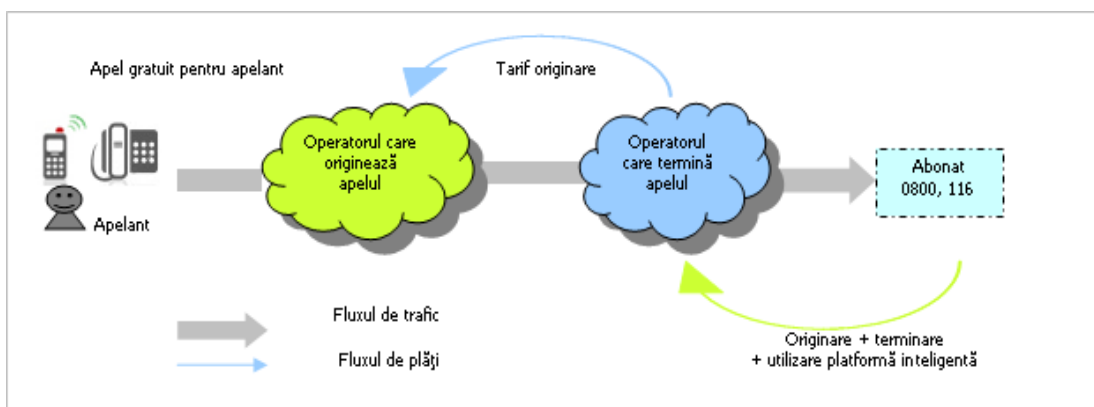 Apel gratuit pentru apelant
Tarif originare
Operatorul care
originează
apelul
Operatorul
care termină
apelul
Abonat
0800, 116
Apelant
Fluxul de trafic
Fluxul de plăţi
Originare + terminare
+ utilizare platformă inteligentă